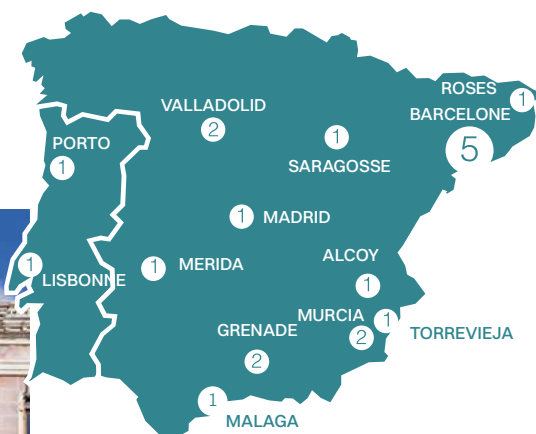 ROSES
1
BARCELONE
5
VALLADOLID
2
1
SARAGOSSE
PORTO
1
1
MADRID
1
LISBONNE
1
MERIDA
ALCOY
1
MURCIA
2
1
TORREVIEJA
GRENADE
2
1
MALAGA